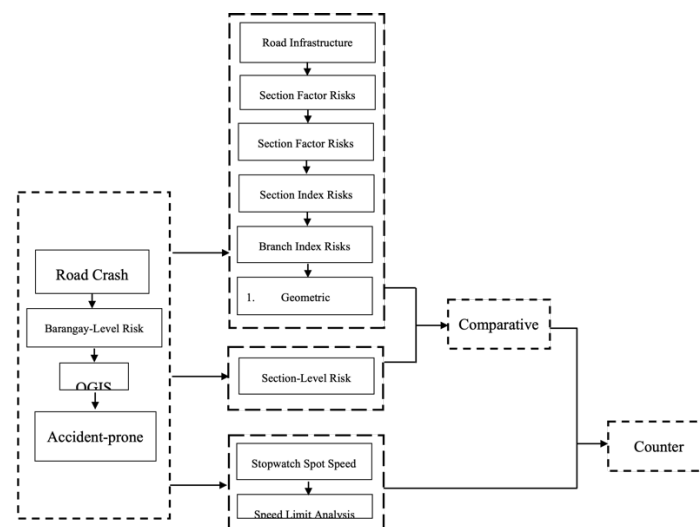 Road Infrastructure
Section Factor Risks
Section Factor Risks
Section Index Risks
Branch Index Risks
1. Geometric
Road Crash
Barangay-Level Risk
QGIS
Accident-prone
Section-Level Risk
Stopwatch Spot Speed
Speed Limit Analysis
Comparative
Counter